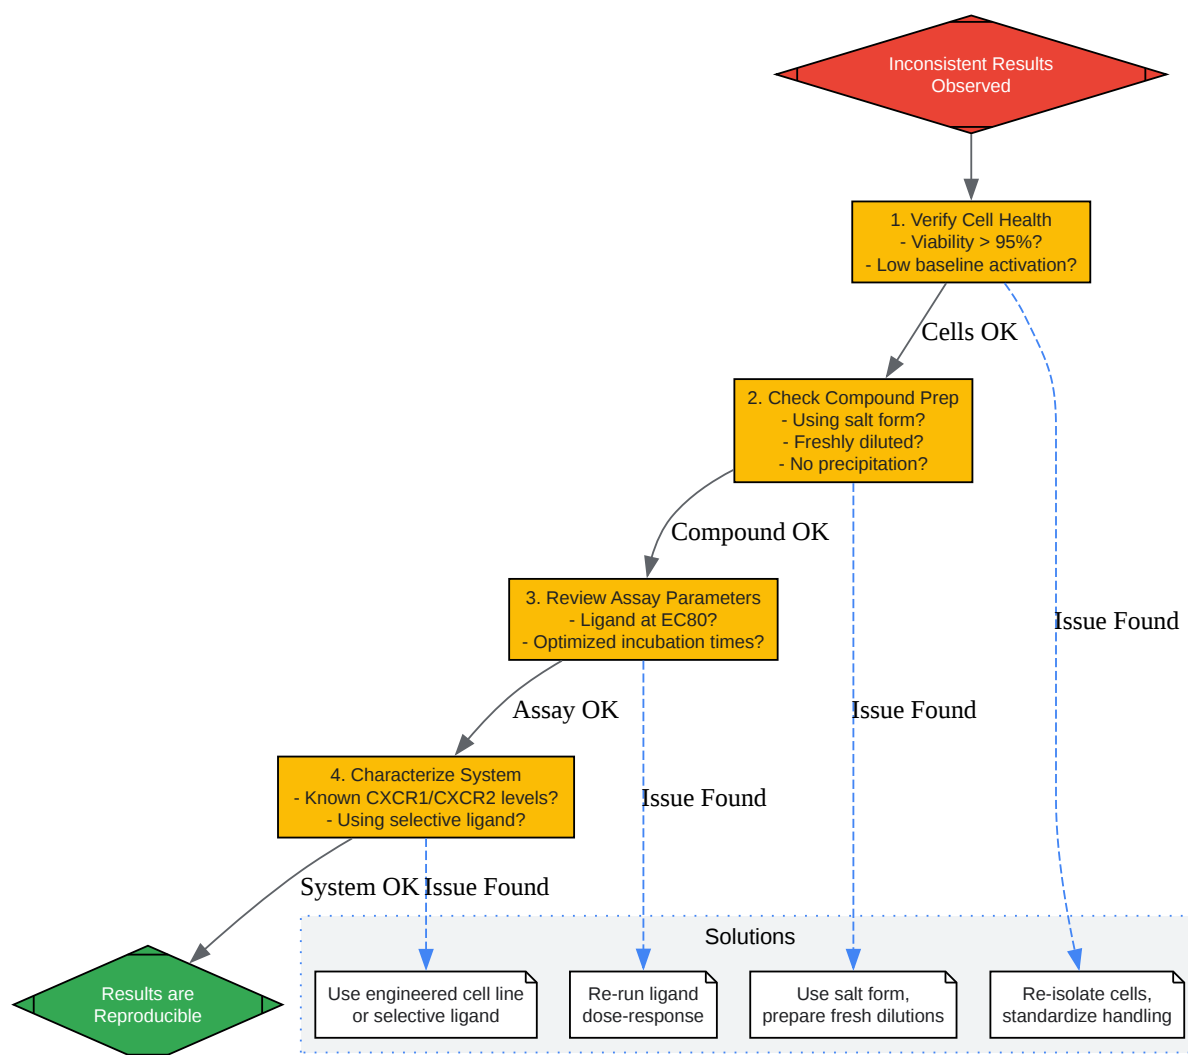 Inconsistent Results
Observed
1. Verify Cell Health
- Viability > 95%?
- Low baseline activation?
Cells OK
2. Check Compound Prep
- Using salt form?
- Freshly diluted?
- No precipitation?
Compound OK
3. Review Assay Parameters
- Ligand at EC80?
- Optimized incubation times?
Issue Found
Assay OK
Issue Found
4. Characterize System
- Known CXCR1/CXCR2 levels?
- Using selective ligand?
Issue Found
System OK
Issue Found
Solutions
Results are
Reproducible
Use engineered cell line
or selective ligand
Re-run ligand
dose-response
Use salt form,
prepare fresh dilutions
Re-isolate cells,
standardize handling